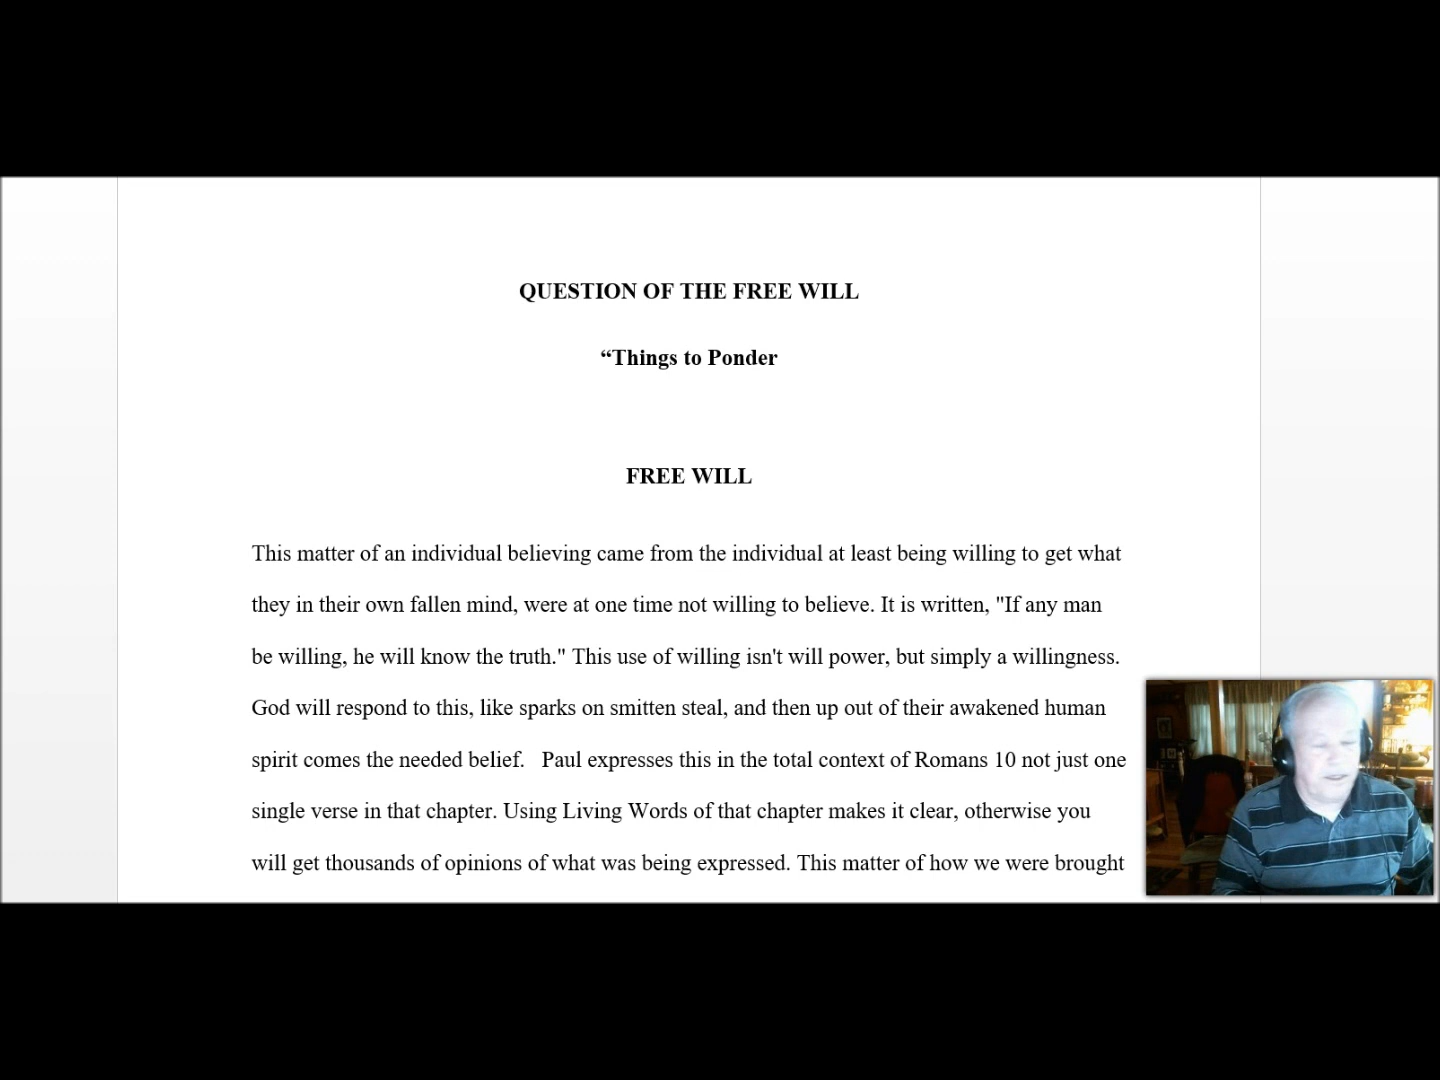 QUESTION OF THE FREE WILL
“Things to Ponder
FREE WILL
This matter of an individual believing came from the individual at least being willing to get what
they in their own fallen mind, were at one time not willing to believe. It is written, "If any man
be willing, he will know the truth." This use of willing isn't will power, but simply a willingness.
God will respond to this, like sparks on smitten steal, and then up out of their awakened human
spirit comes the needed belief.   Paul expresses this in the total context of Romans 10 not just one
single verse in that chapter. Using Living Words of that chapter makes it clear, otherwise you
will get thousands of opinions of what was being expressed. This matter of how we were brought